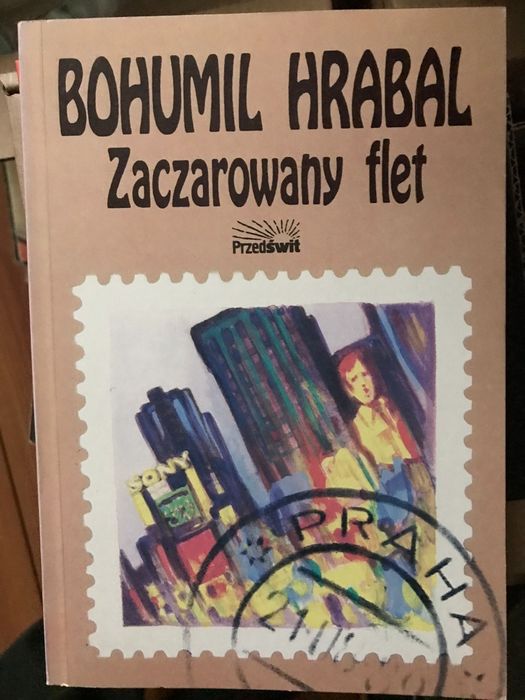 BOHUMIL HRABAL
Zaczarowany flet
Przedświt
SONY
PRAHA